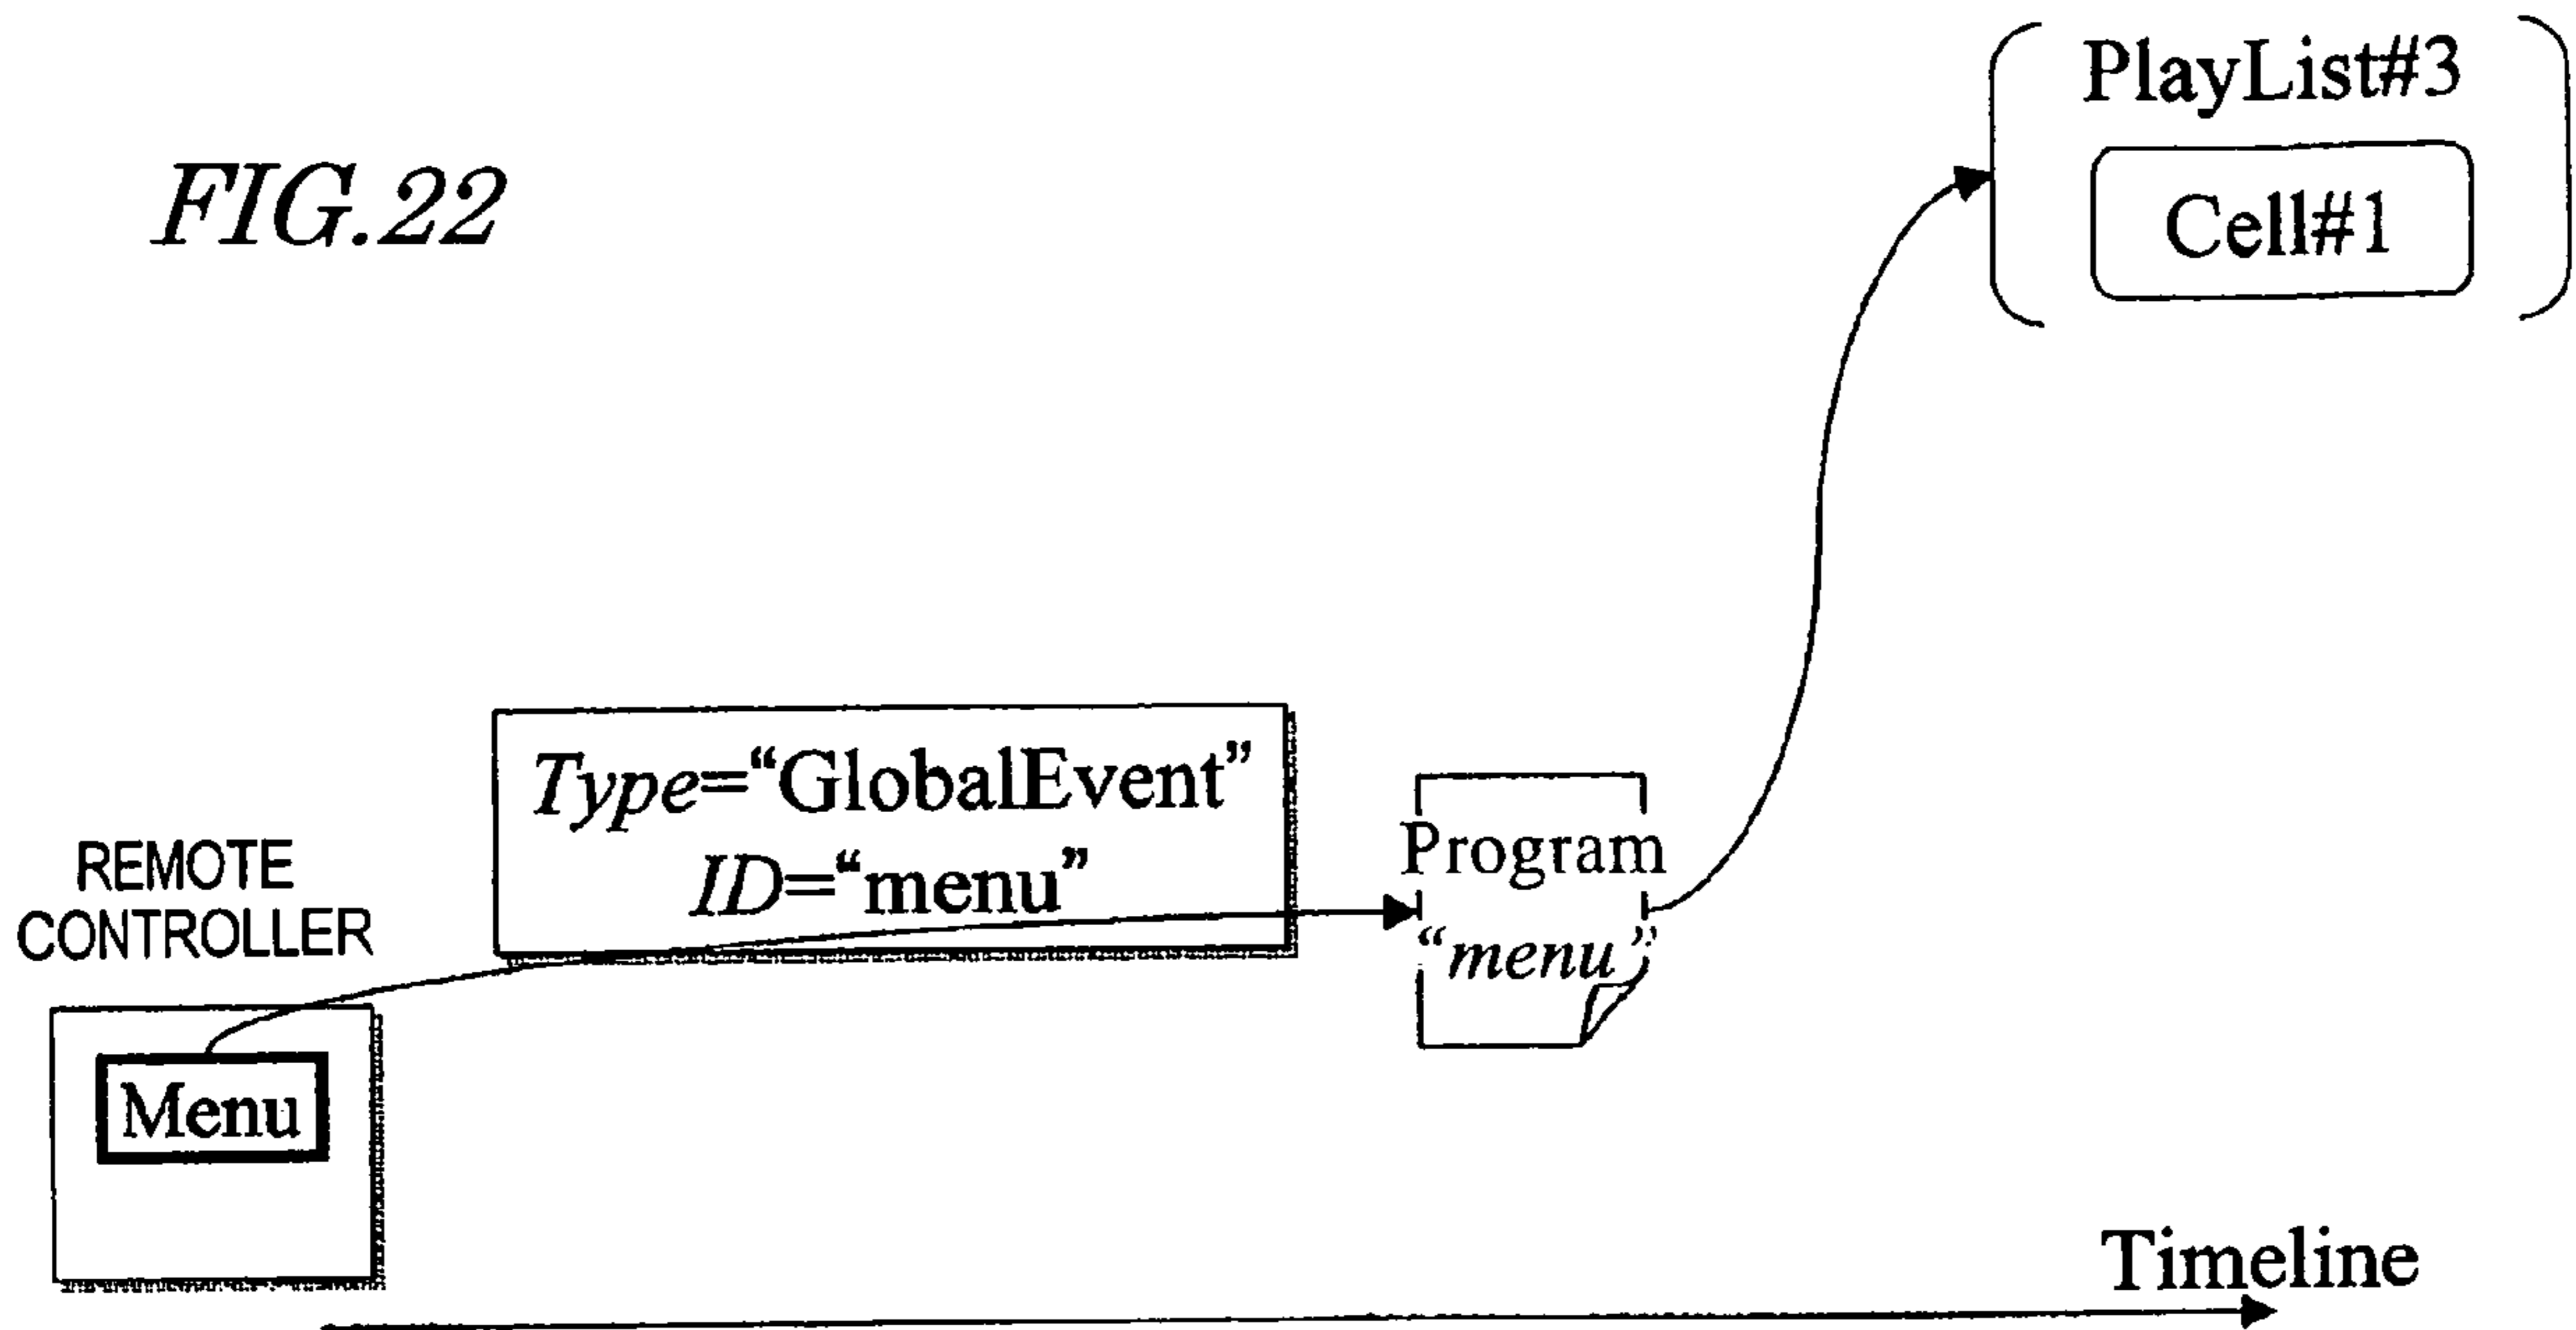 FIG.22
PlayList#3
Cell#1
Type=“GlobalEvent”
ID=“menu”
REMOTE
CONTROLLER
Menu
Program
“menu”
Timeline